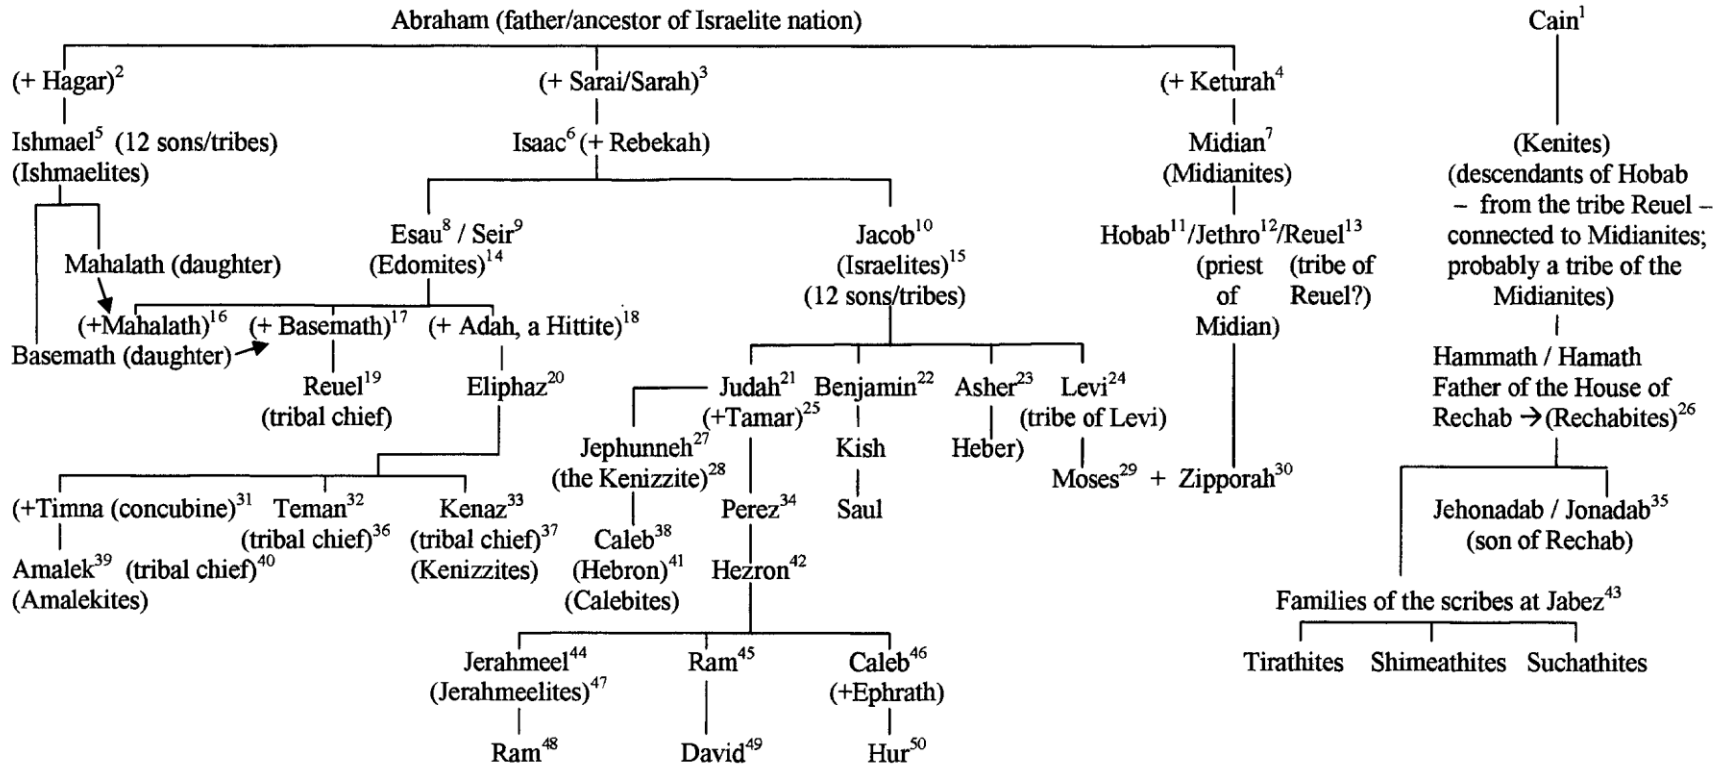 Abraham (father/ancestor of Israelite nation) Cain¹
(+ Hagar)² (+ Sarai/Sarah)³ (+ Keturah⁴
Ishmael⁵ (12 sons/tribes) Isaac⁶ (+ Rebekah) Midian⁷ (Kenites)
(Ishmaelites) (Midianites) (descendants of Hobab
– from the tribe Reuel –
Esau⁸ / Seir⁹ Jacob¹⁰ Hobab¹¹/Jethro¹²/Reuel¹³ connected to Midianites;
Mahalath (daughter) (Edomites)¹⁴ (Israelites)¹⁵ (priest (tribe of probably a tribe of the
(12 sons/tribes) of Reuel?) Midianites)
(+Mahalath)¹⁶ (+ Basemath)¹⁷ (+ Adah, a Hittite)¹⁸ Midian)
Basemath (daughter) Hammath / Hamath
Reuel¹⁹ Eliphaz²⁰ Judah²¹ Benjamin²² Asher²³ Levi²⁴ Father of the House of
(tribal chief) (+Tamar)²⁵ (tribe of Levi) Rechab → (Rechabites)²⁶
Jephunneh²⁷ Kish Heber)
(the Kenizzite)²⁸ Moses²⁹ + Zipporah³⁰
(+Timna (concubine)³¹ Teman³² Kenaz³³ Perez³⁴ Saul Jehonadab / Jonadab³⁵
(tribal chief)³⁶ (tribal chief)³⁷ Caleb³⁸ (son of Rechab)
Amalek³⁹ (tribal chief)⁴⁰ (Kenizzites) (Hebron)⁴¹ Hezron⁴²
(Amalekites) (Calebites) Families of the scribes at Jabez⁴³
Jerahmeel⁴⁴ Ram⁴⁵ Caleb⁴⁶ Tirathites Shimeathites Suchathites
(Jerahmeelites)⁴⁷ (+Ephrath)
Ram⁴⁸ David⁴⁹ Hur⁵⁰